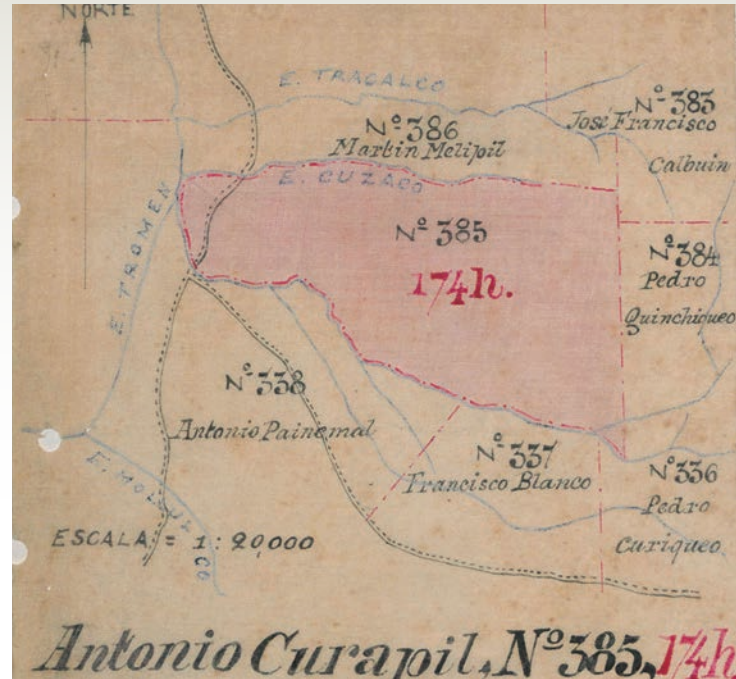 NORTE
E. TRAGALCO
Nº 383
José Francisco
Calbuin
Nº 386
Martin Melipil
E. CUZACO
E. TROMEN
Nº 385
174h.
Nº 384
Pedro
Quinchiqueo
Nº 338
Antonio Painemal
Nº 337
Francisco Blanco
Nº 336
Pedro
Curiqueo
ESCALA = 1:20,000
Antonio Curapil, Nº 385, 174h